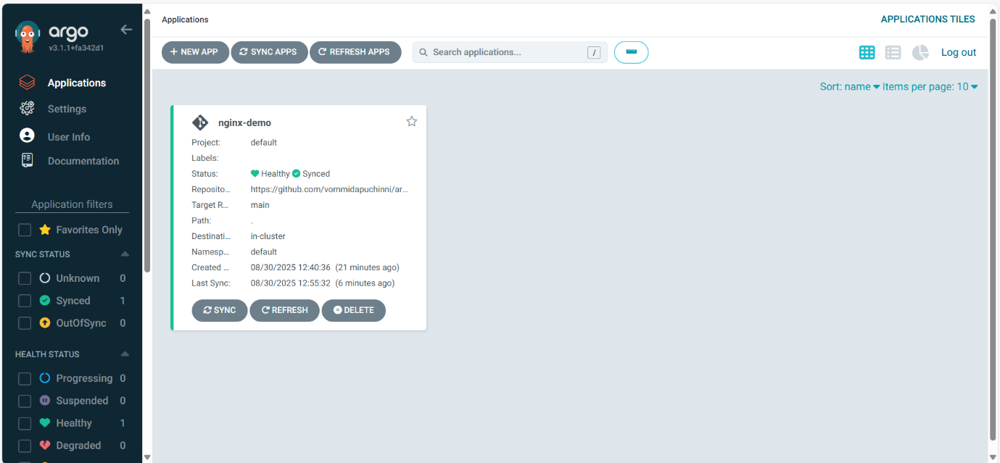 argo
v3.1.1+fa342d1
Applications
Settings
User Info
Documentation
Application filters
Favorites Only
SYNC STATUS
Unknown 0
Synced 1
OutOfSync 0
HEALTH STATUS
Progressing 0
Suspended 0
Healthy 1
Degraded 0
Applications
APPLICATIONS TILES
+ NEW APP SYNC APPS REFRESH APPS Search applications... / Log out
Sort: name Items per page: 10
nginx-demo
Project: default
Labels:
Status: Healthy Synced
Reposito... https://github.com/vommidapuchinni/ar...
Target R... main
Path: .
Destinati... in-cluster
Namesp... default
Created ... 08/30/2025 12:40:36 (21 minutes ago)
Last Sync: 08/30/2025 12:55:32 (6 minutes ago)
SYNC REFRESH DELETE